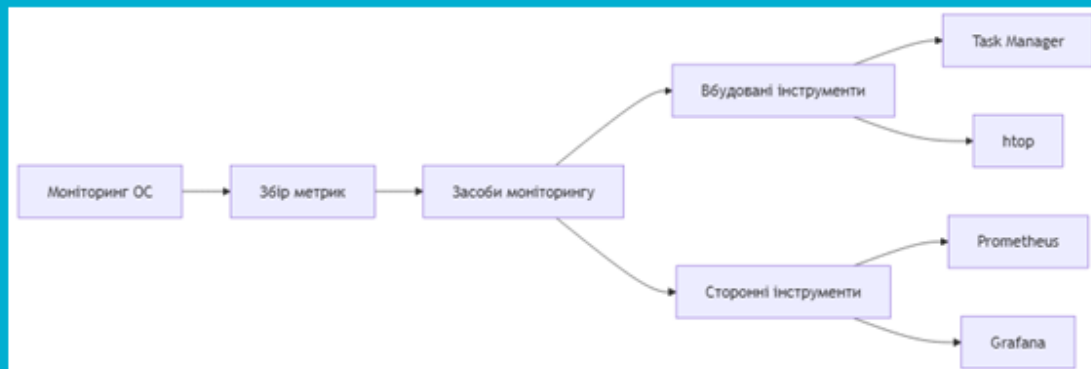 Моніторинг ОС
Збір метрик
Засоби моніторингу
Вбудовані інструменти
Task Manager
htop
Сторонні інструменти
Prometheus
Grafana